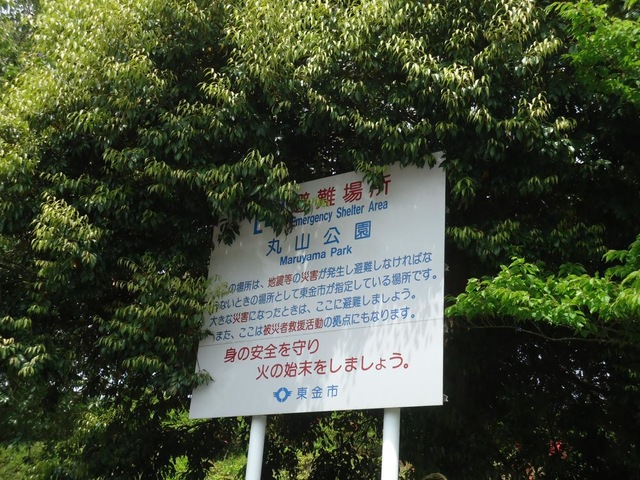 避難場所
Emergency Shelter Area
丸山公園
Maruyama Park
の場所は、地震等の災害が発生し避難しなければな
ないときの場所として東金市が指定している場所です。
大きな災害になったときは、ここに避難しましょう。
また、ここは被災者救援活動の拠点にもなります。
身の安全を守り
火の始末をしましょう。
東金市